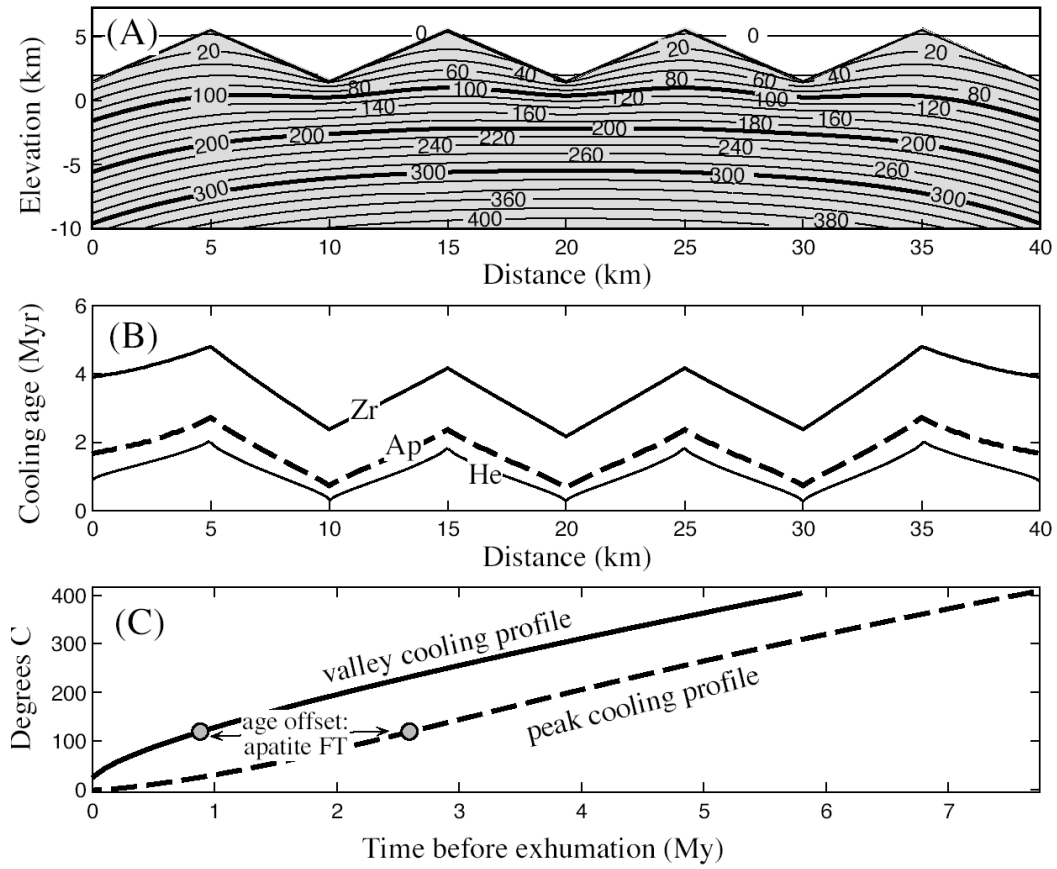 (A)
Elevation (km)
5
0
-5
-10
0 0
20 20 20
80 60 40 80 60 40
100 100 100 80
140 120 120
160 160
200 200 220 200 180 200
240 240
260 260
300 300 300 300
360
400 380
0 5 10 15 20 25 30 35 40
Distance (km)
(B)
Cooling age (Myr)
6
4
2
0
Zr
Ap
He
0 5 10 15 20 25 30 35 40
Distance (km)
(C)
Degrees C
400
300
200
100
0
valley cooling profile
age offset:
apatite FT
peak cooling profile
0 1 2 3 4 5 6 7
Time before exhumation (My)